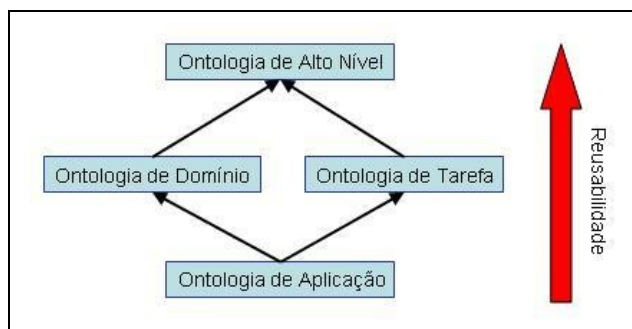 Ontologia de Alto Nível
Ontologia de Domínio
Ontologia de Tarefa
Ontologia de Aplicação
Reusabilidade